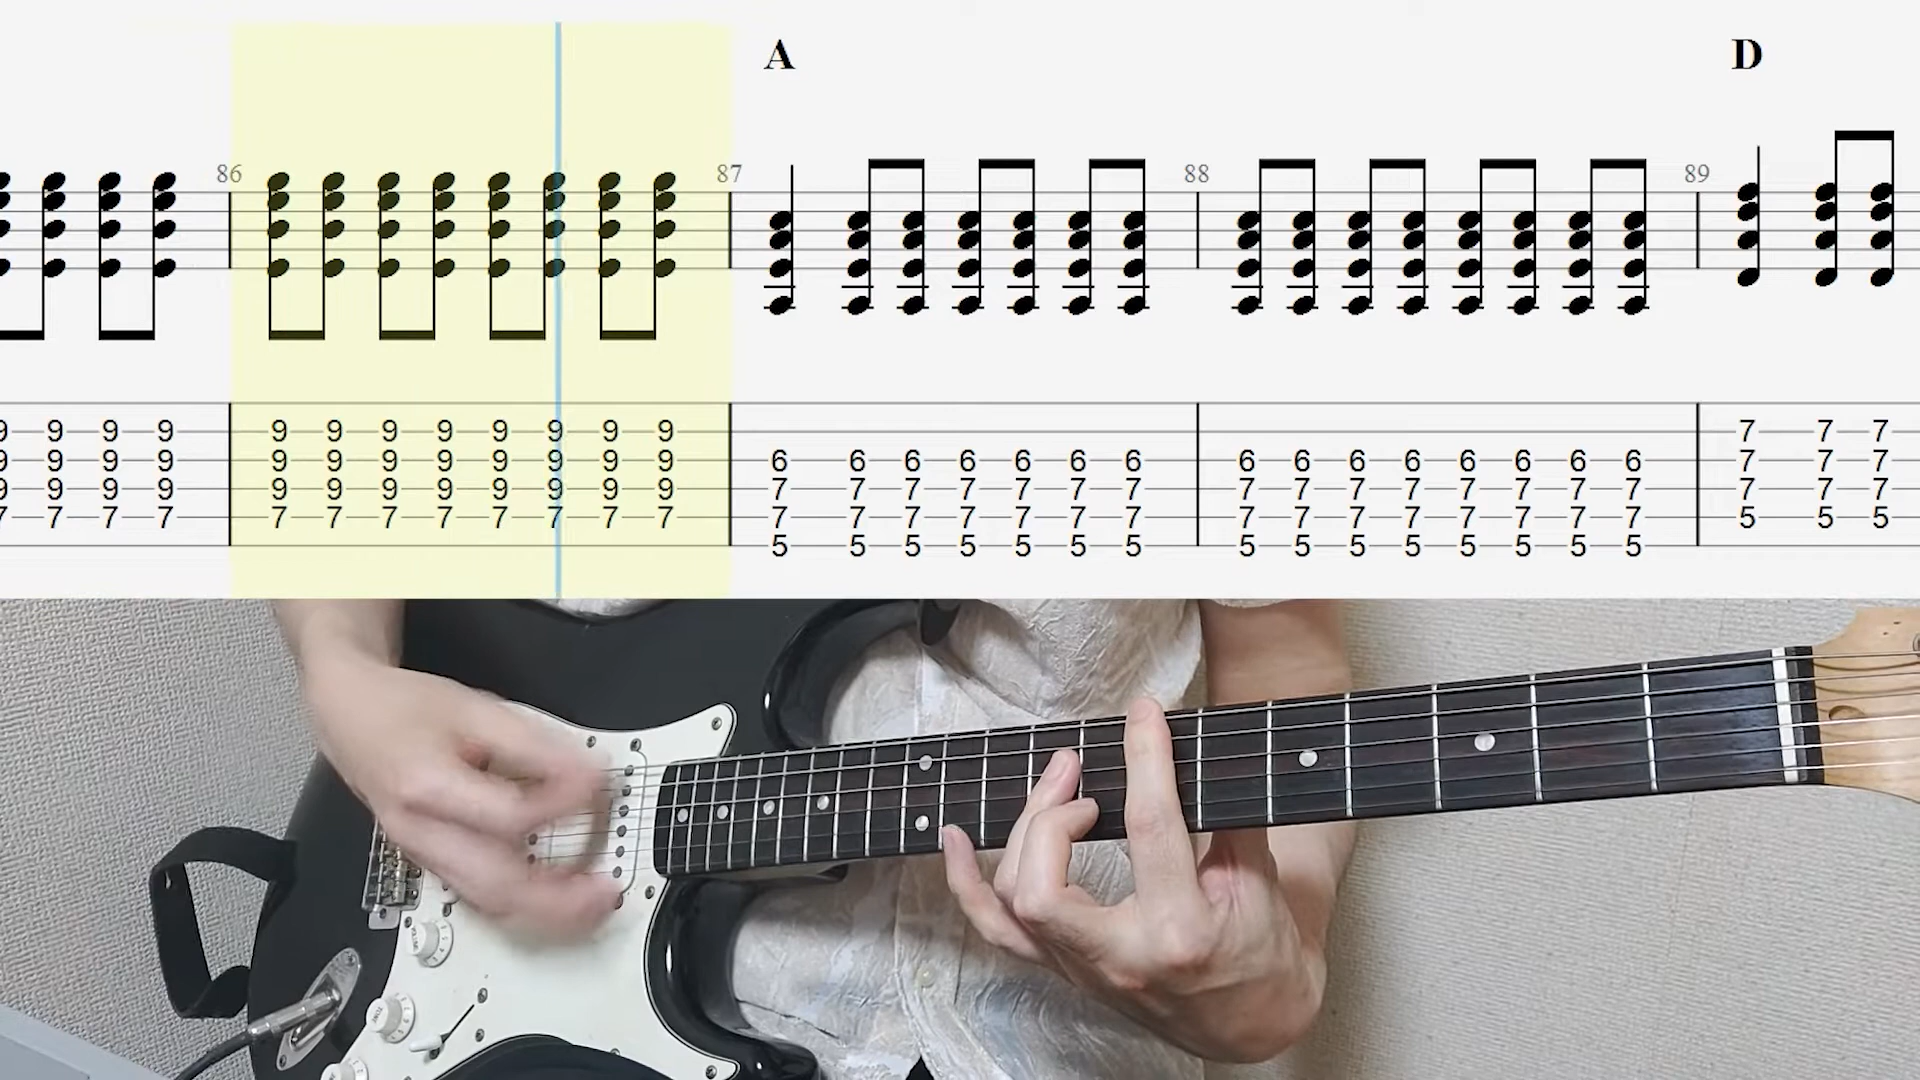 A D
86 87 88 89
9 9 9 9 9 9 9 9 9 9 9 9 7 7 7
9 9 9 9 9 9 9 9 9 9 9 9 6 6 6 6 6 6 6 6 6 6 6 6 6 6 6 7 7 7
9 9 9 9 9 9 9 9 9 9 9 9 7 7 7 7 7 7 7 7 7 7 7 7 7 7 7 7 7 7
7 7 7 7 7 7 7 7 7 7 7 7 7 7 7 7 7 7 7 7 7 7 7 7 7 7 7 5 5 5
5 5 5 5 5 5 5 5 5 5 5 5 5 5 5